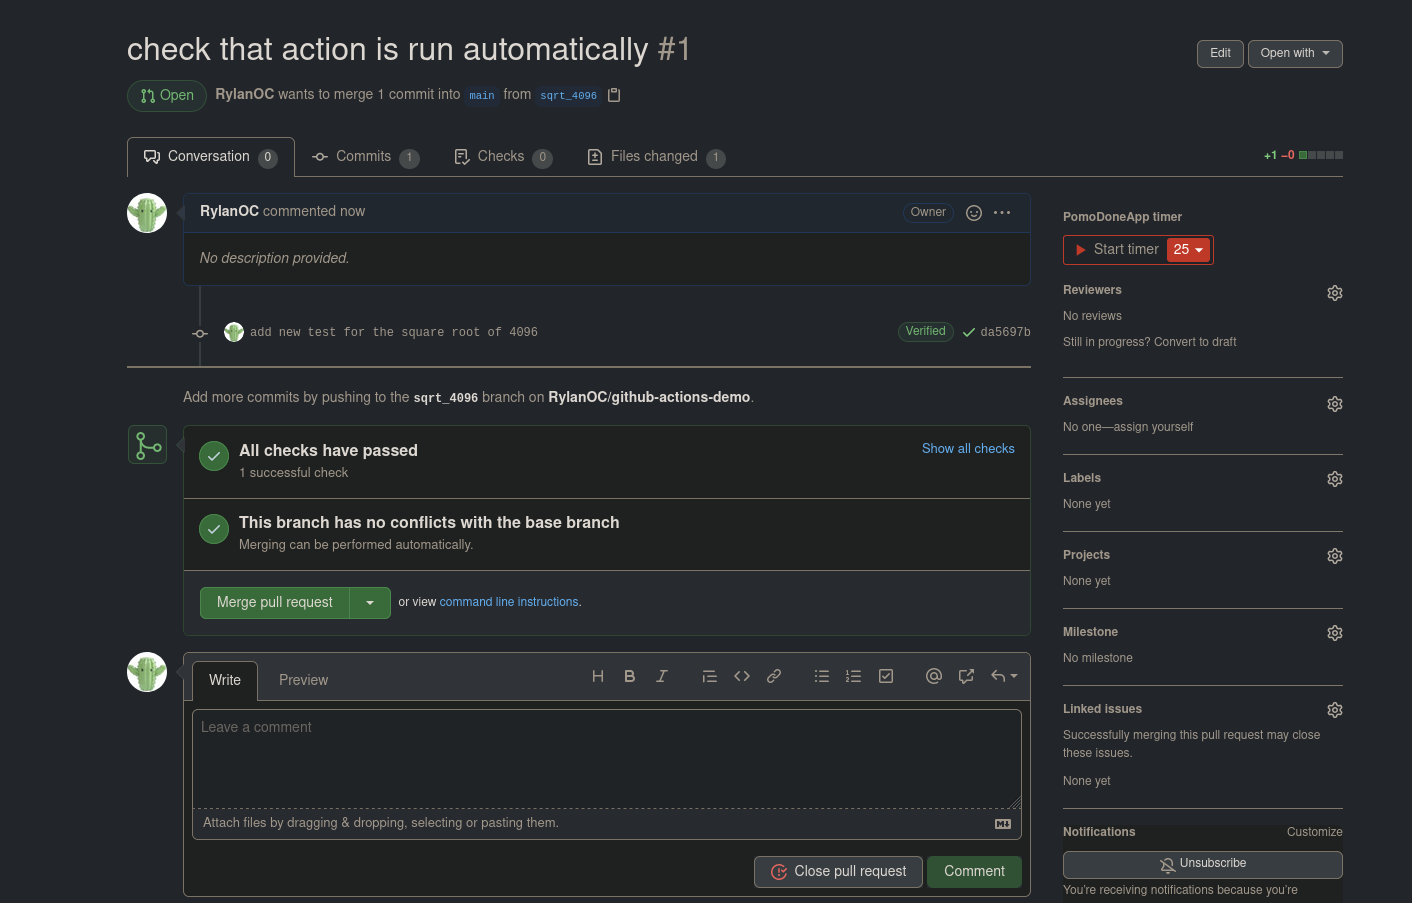 check that action is run automatically #1
Edit
Open with
Open
RylanOC wants to merge 1 commit into main from sqrt_4096
Conversation 0
Commits 1
Checks 0
Files changed 1
+1 −0
RylanOC commented now
Owner
No description provided.
add new test for the square root of 4096
Verified
da5697b
Add more commits by pushing to the sqrt_4096 branch on RylanOC/github-actions-demo.
All checks have passed
1 successful check
Show all checks
This branch has no conflicts with the base branch
Merging can be performed automatically.
Merge pull request
or view command line instructions.
Write
Preview
Leave a comment
Attach files by dragging & dropping, selecting or pasting them.
Close pull request
Comment
PomoDoneApp timer
Start timer 25
Reviewers
No reviews
Still in progress? Convert to draft
Assignees
No one—assign yourself
Labels
None yet
Projects
None yet
Milestone
No milestone
Linked issues
Successfully merging this pull request may close
these issues.
None yet
Notifications
Customize
Unsubscribe
You're receiving notifications because you're